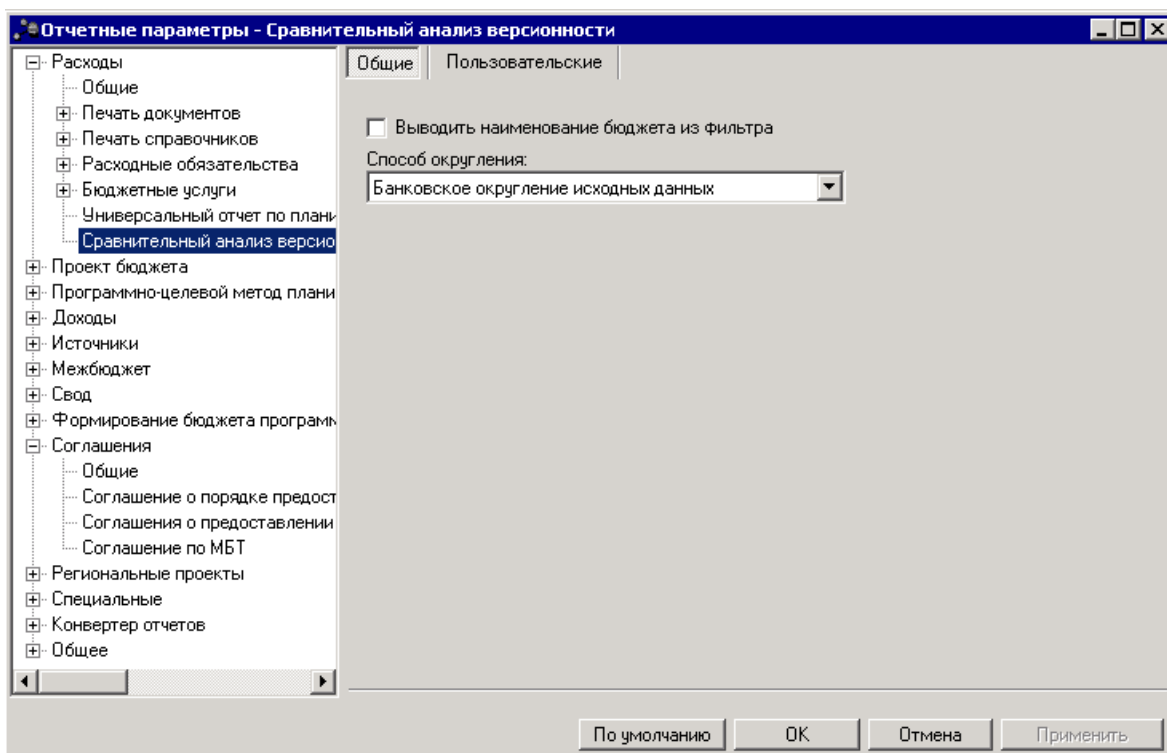 Отчетные параметры - Сравнительный анализ версионности
Расходы
Общие
Печать документов
Печать справочников
Расходные обязательства
Бюджетные услуги
Универсальный отчет по плани
Сравнительный анализ версио
Проект бюджета
Программно-целевой метод плани
Доходы
Источники
Межбюджет
Свод
Формирование бюджета программ
Соглашения
Общие
Соглашение о порядке предост
Соглашения о предоставлении
Соглашение по МБТ
Региональные проекты
Специальные
Конвертер отчетов
Общее
Общие Пользовательские
Выводить наименование бюджета из фильтра
Способ округления:
Банковское округление исходных данных
По умолчанию OK Отмена Применить